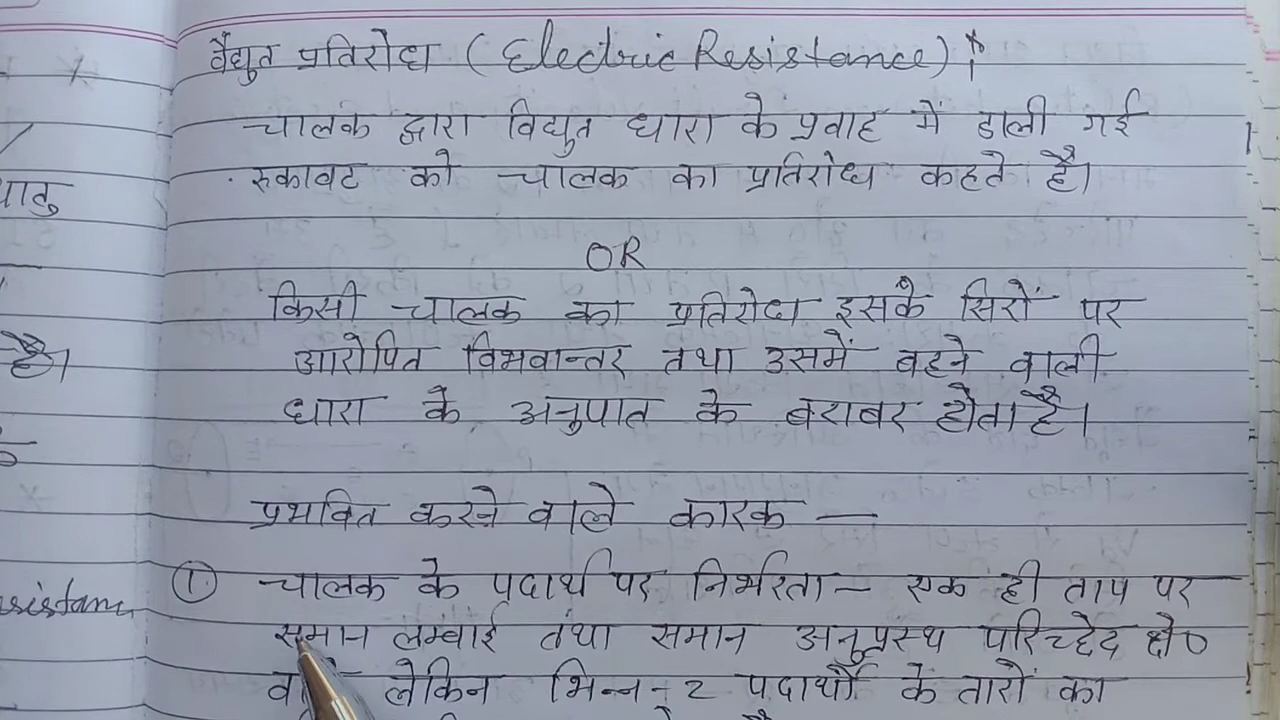 वैद्युत प्रतिरोध (Electric Resistance) :
चालक द्वारा विद्युत धारा के प्रवाह में डाली गई
रुकावट को चालक का प्रतिरोध कहते है।
OR
किसी चालक का प्रतिरोध इसके सिरों पर
आरोपित विभवान्तर तथा उसमें बहने वाली
धारा के अनुपात के बराबर होता है।
प्रभवित करने वाले कारक —
① चालक के पदार्थ पर निर्भरता – एक ही ताप पर
समान लम्बाई तथा समान अनुप्रस्थ परिच्छेद क्षे०
लेकिन भिन्न-2 पदार्थों के तारों का
है।